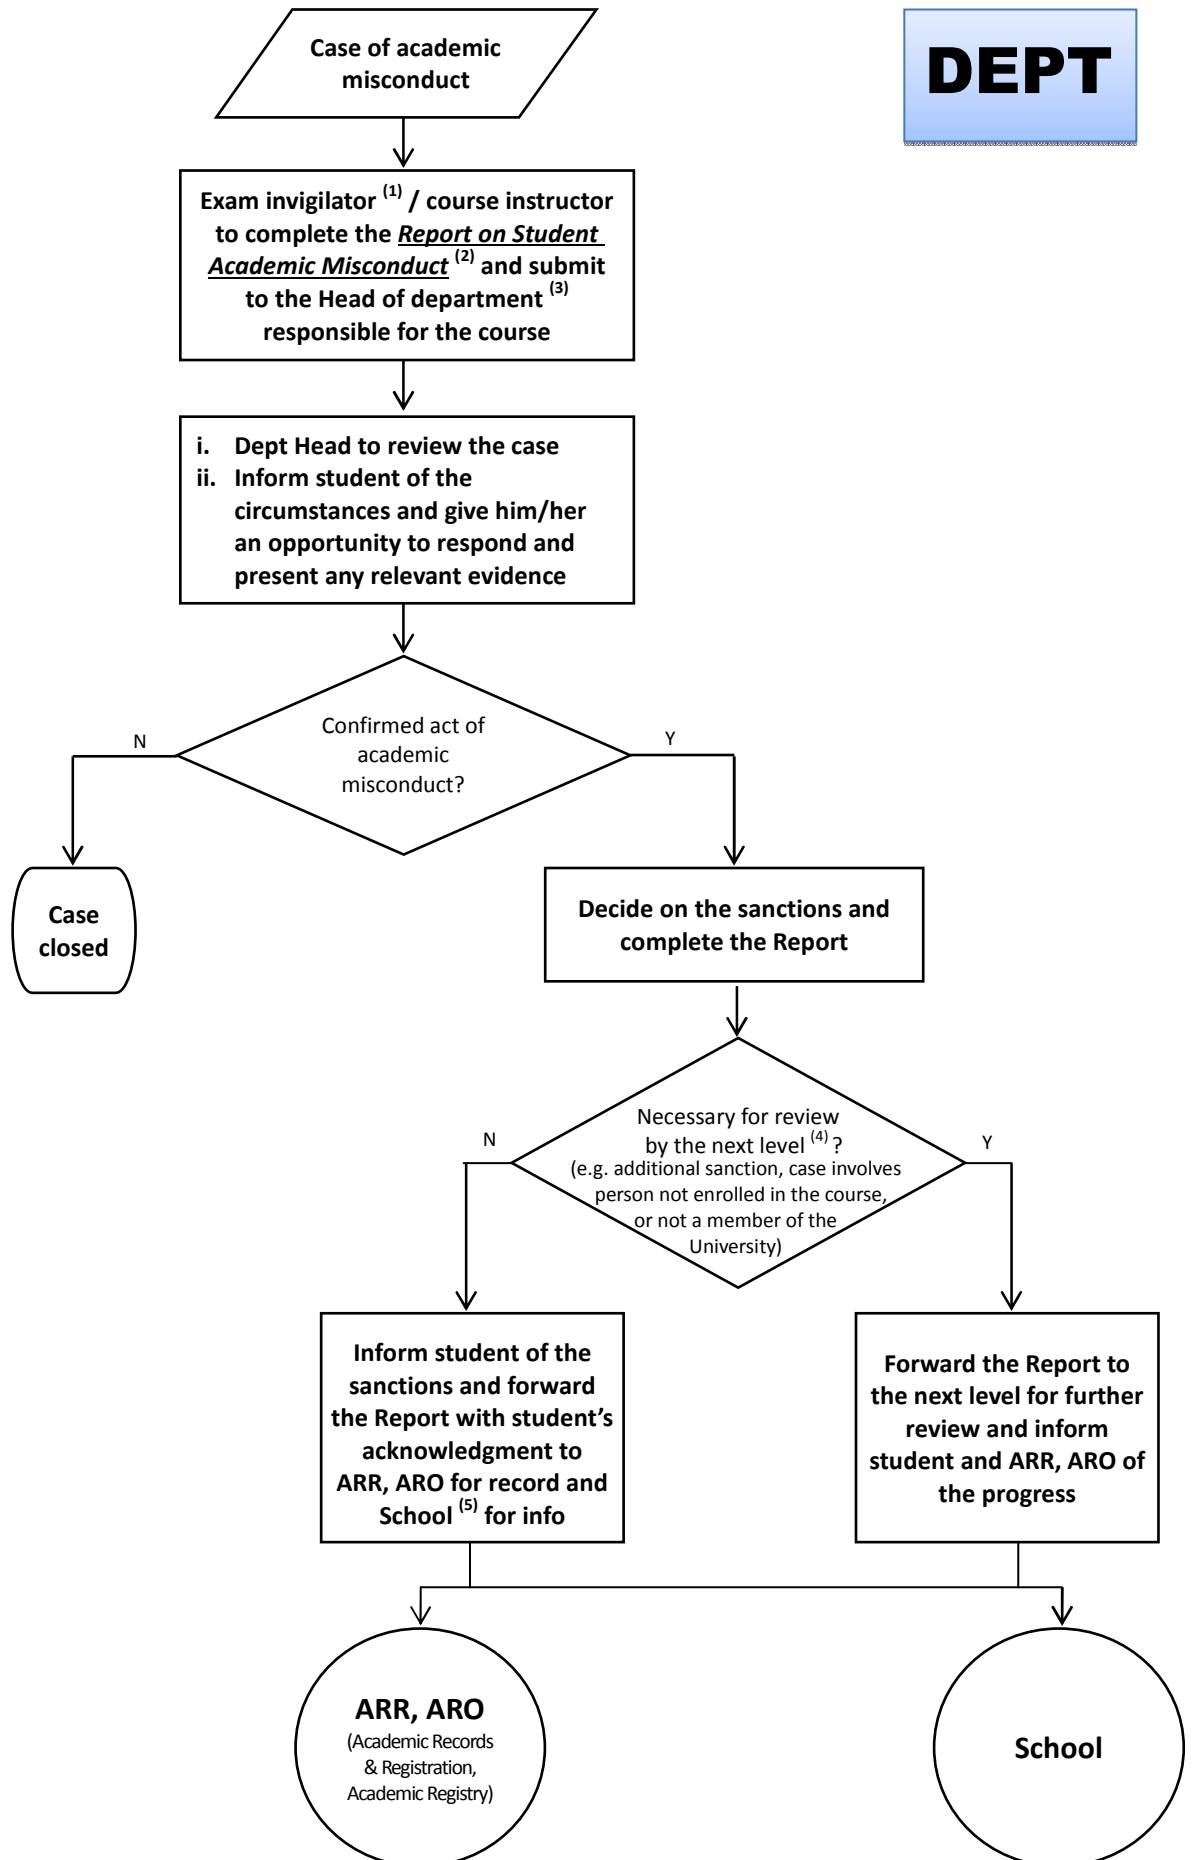 Case of academic
misconduct
DEPT
Exam invigilator (1) / course instructor
to complete the Report on Student
Academic Misconduct (2) and submit
to the Head of department (3)
responsible for the course
i. Dept Head to review the case
ii. Inform student of the
circumstances and give him/her
an opportunity to respond and
present any relevant evidence
Confirmed act of
academic
misconduct?
N
Y
Case
closed
Decide on the sanctions and
complete the Report
Necessary for review
by the next level (4) ?
(e.g. additional sanction, case involves
person not enrolled in the course,
or not a member of the
University)
N
Y
Inform student of the
sanctions and forward
the Report with student’s
acknowledgment to
ARR, ARO for record and
School (5) for info
Forward the Report to
the next level for further
review and inform
student and ARR, ARO of
the progress
ARR, ARO
(Academic Records
& Registration,
Academic Registry)
School